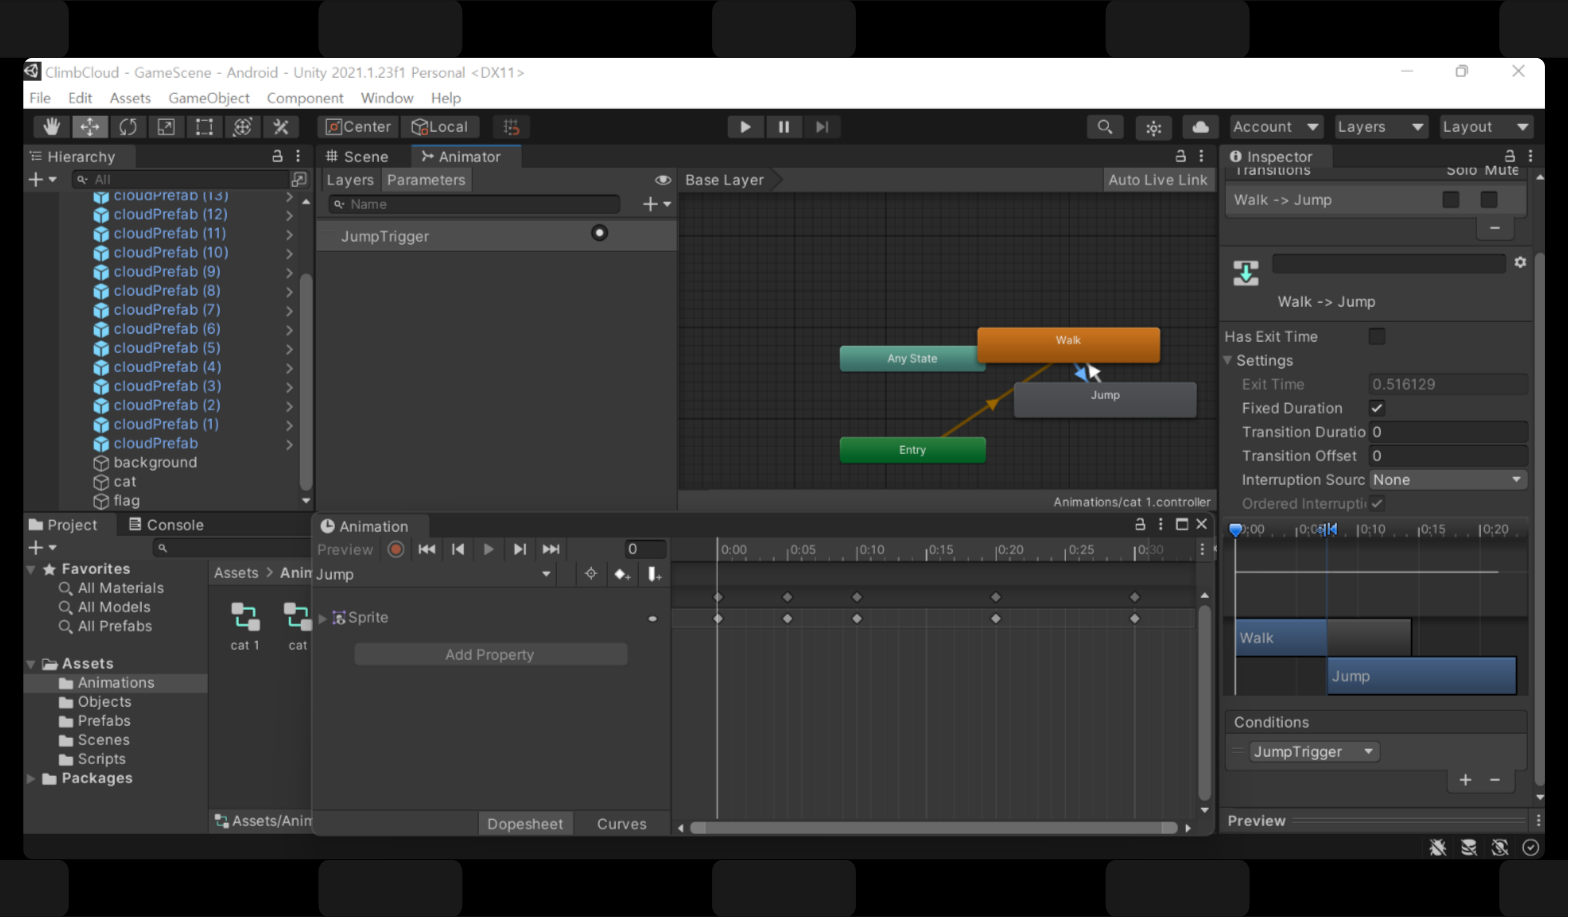 ClimbCloud - GameScene - Android - Unity 2021.1.23f1 Personal <DX11>
File Edit Assets GameObject Component Window Help
Center Local Account Layers Layout
Hierarchy
All
cloudPrefab (13)
cloudPrefab (12)
cloudPrefab (11)
cloudPrefab (10)
cloudPrefab (9)
cloudPrefab (8)
cloudPrefab (7)
cloudPrefab (6)
cloudPrefab (5)
cloudPrefab (4)
cloudPrefab (3)
cloudPrefab (2)
cloudPrefab (1)
cloudPrefab
background
cat
flag
Scene Animator
Layers Parameters Base Layer Auto Live Link
Name
JumpTrigger
Any State
Walk
Jump
Entry
Animations/cat 1.controller
Inspector
Transitions Solo Mute
Walk -> Jump
Walk -> Jump
Has Exit Time
Settings
Exit Time 0.516129
Fixed Duration
Transition Duratio 0
Transition Offset 0
Interruption Sourc None
Ordered Interrupti
:00 0:0 0:10 0:15 0:20
Walk
Jump
Conditions
JumpTrigger
Preview
Project Console
Favorites
All Materials
All Models
All Prefabs
Assets
Animations
Objects
Prefabs
Scenes
Scripts
Packages
Assets > Anim
cat 1 cat
Assets/Anim
Animation
Preview 0
Jump
0:00 0:05 0:10 0:15 0:20 0:25 0:30
Sprite
Add Property
Dopesheet Curves